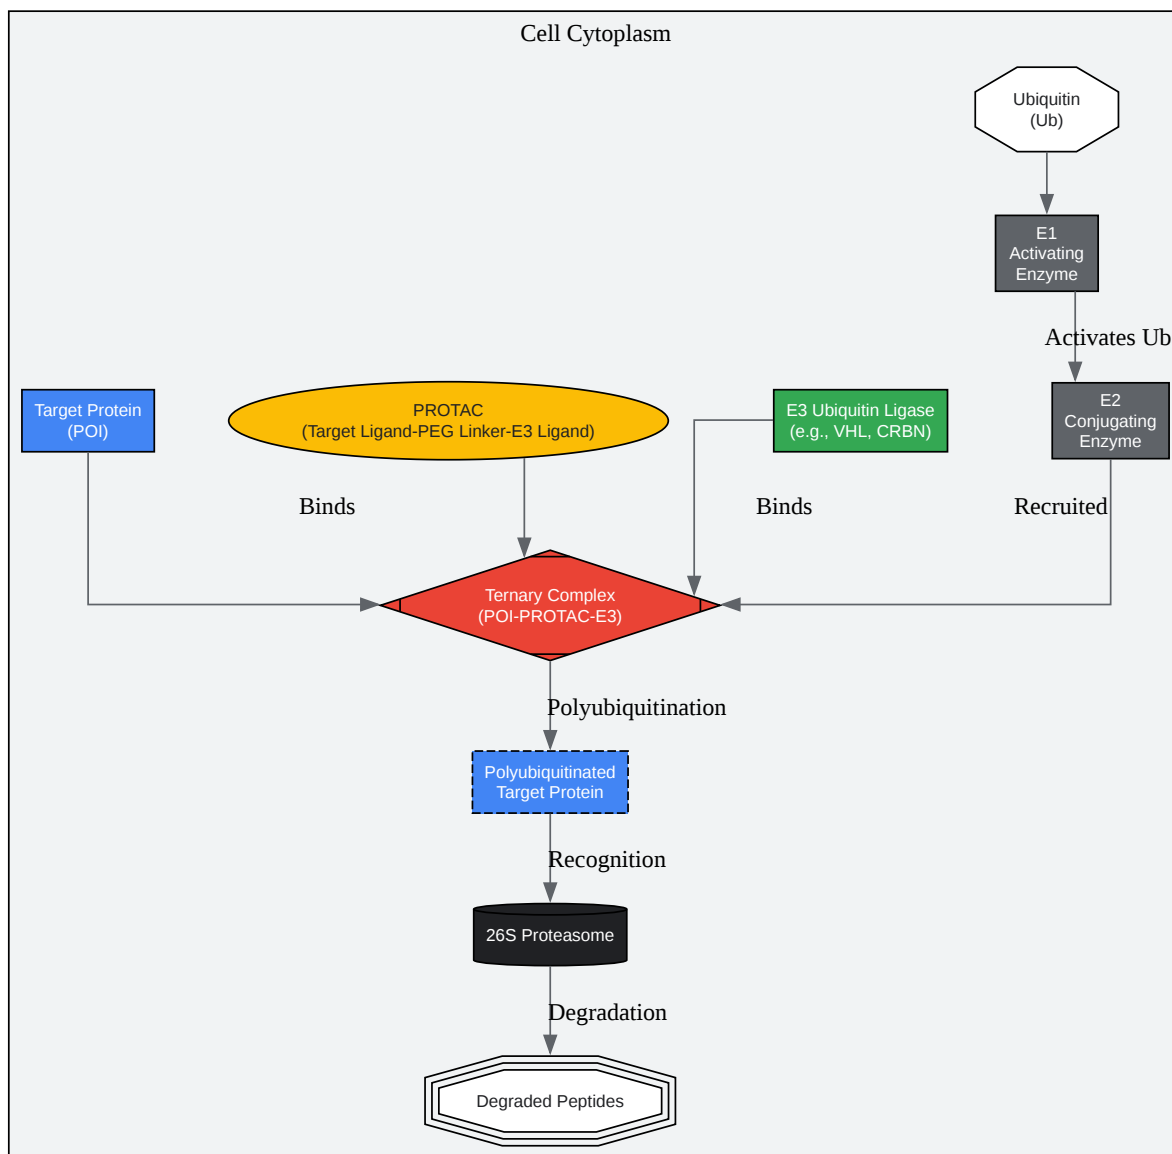 Cell Cytoplasm
Ubiquitin
(Ub)
E1
Activating
Enzyme
Activates Ub
Target Protein
(POI)
PROTAC
(Target Ligand-PEG Linker-E3 Ligand)
E3 Ubiquitin Ligase
(e.g., VHL, CRBN)
E2
Conjugating
Enzyme
Binds
Binds
Recruited
Ternary Complex
(POI-PROTAC-E3)
Polyubiquitination
Polyubiquitinated
Target Protein
Recognition
26S Proteasome
Degradation
Degraded Peptides